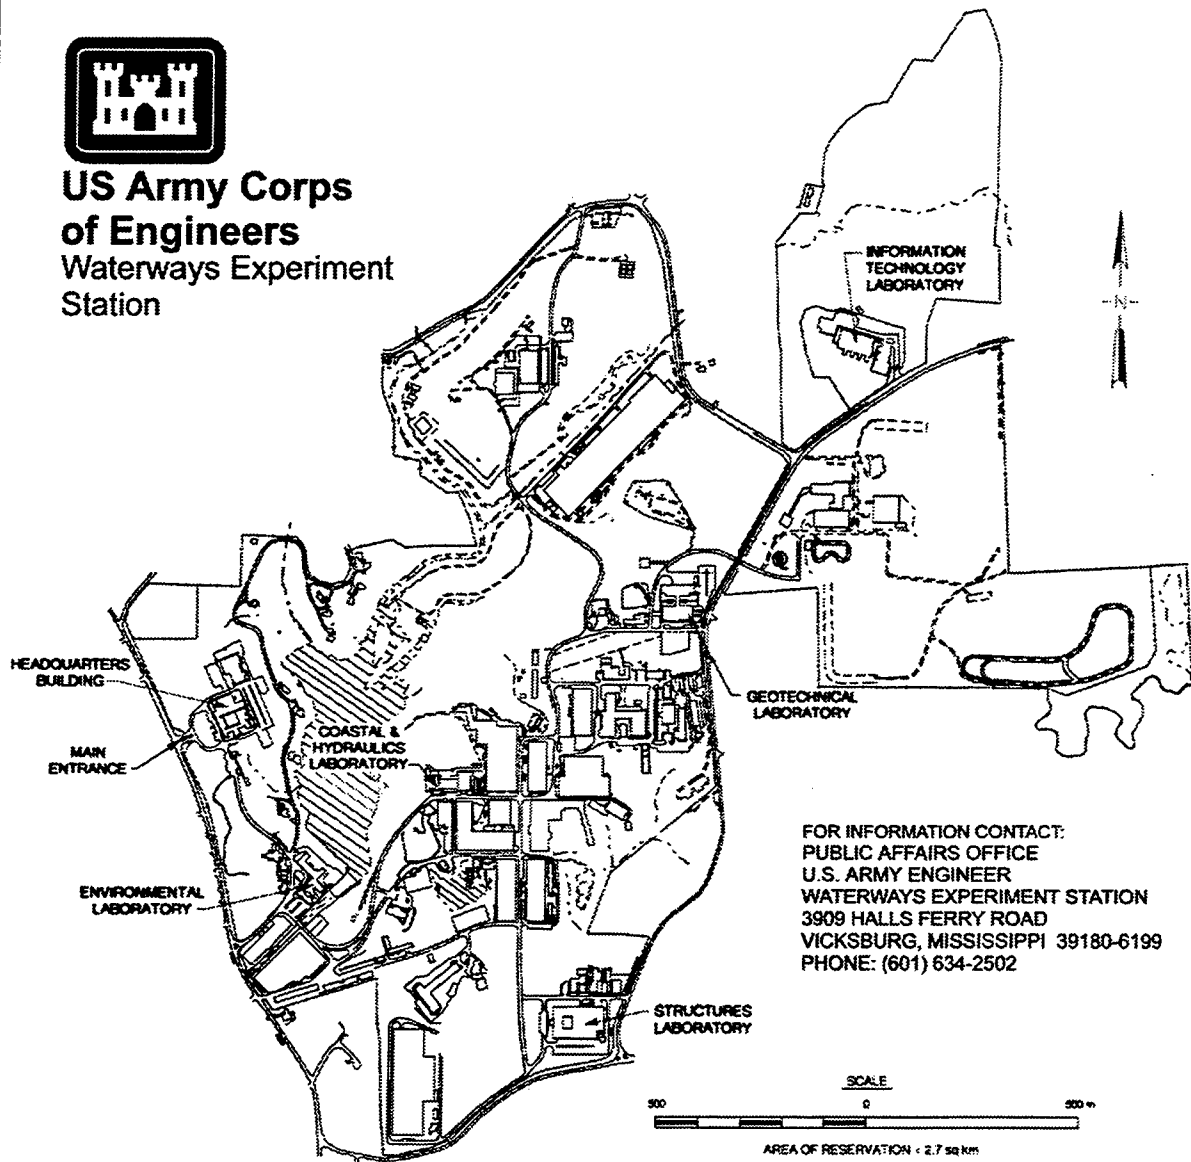 US Army Corps
of Engineers
Waterways Experiment
Station
INFORMATION
TECHNOLOGY
LABORATORY
N
HEADQUARTERS
BUILDING
MAIN
ENTRANCE
COASTAL &
HYDRAULICS
LABORATORY
GEOTECHNICAL
LABORATORY
ENVIRONMENTAL
LABORATORY
FOR INFORMATION CONTACT:
PUBLIC AFFAIRS OFFICE
U.S. ARMY ENGINEER
WATERWAYS EXPERIMENT STATION
3909 HALLS FERRY ROAD
VICKSBURG, MISSISSIPPI 39180-6199
PHONE: (601) 634-2502
STRUCTURES
LABORATORY
SCALE
500 0 500 m
AREA OF RESERVATION < 2.7 sq km